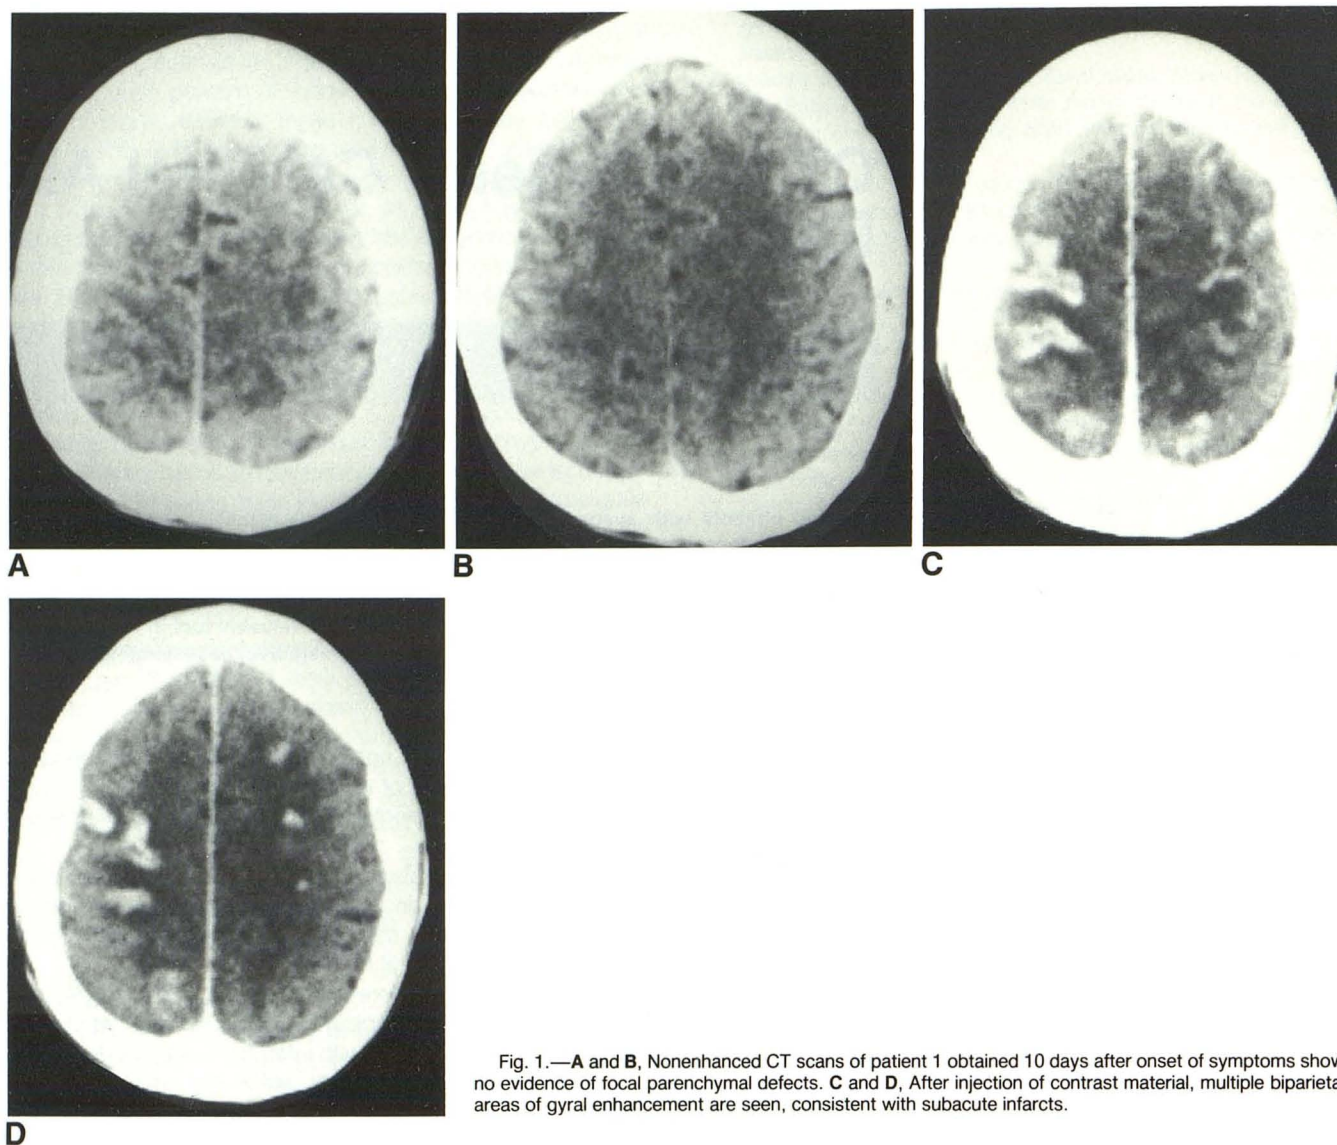 A
B
C
D
Fig. 1.—A and B, Nonenhanced CT scans of patient 1 obtained 10 days after onset of symptoms show
no evidence of focal parenchymal defects. C and D, After injection of contrast material, multiple biparieta
areas of gyral enhancement are seen, consistent with subacute infarcts.